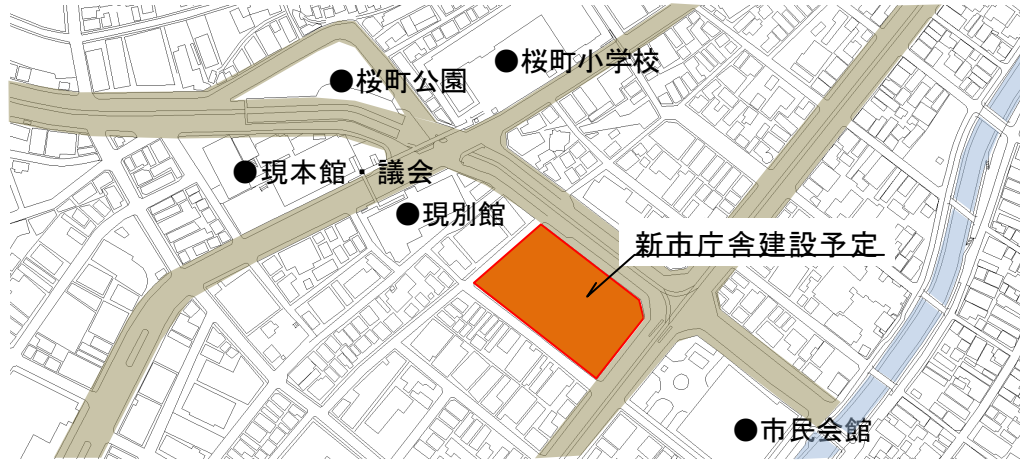 ●桜町小学校
●桜町公園
●現本館・議会
●現別館
新市庁舎建設予定
●市民会館